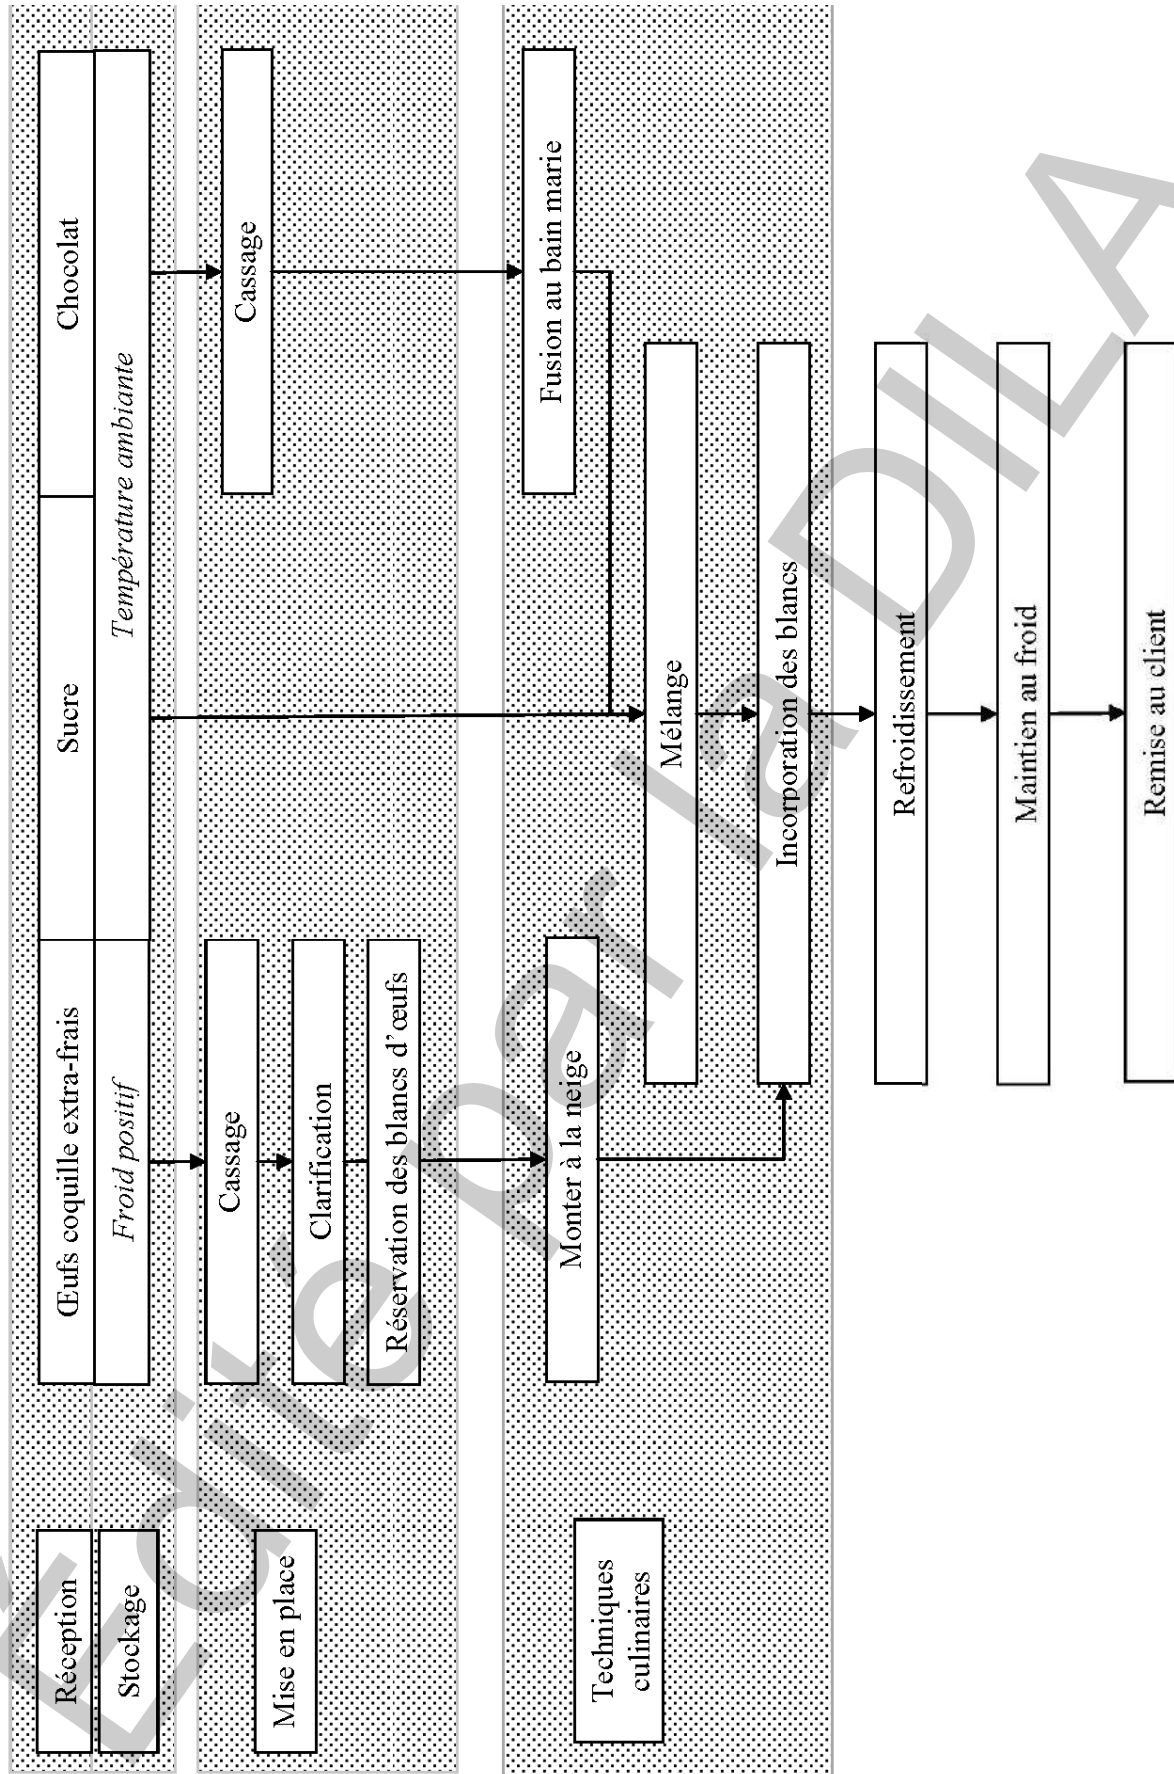 Réception
Œufs coquille extra-frais
Sucre
Chocolat
Stockage
Froid positif
Température ambiante
Mise en place
Cassage
Cassage
Clarification
Réservation des blancs d'œufs
Techniques
culinaires
Fusion au bain marie
Monter à la neige
Mélange
Incorporation des blancs
Refroidissement
Maintien au froid
Remise au client
Edité par la DILA